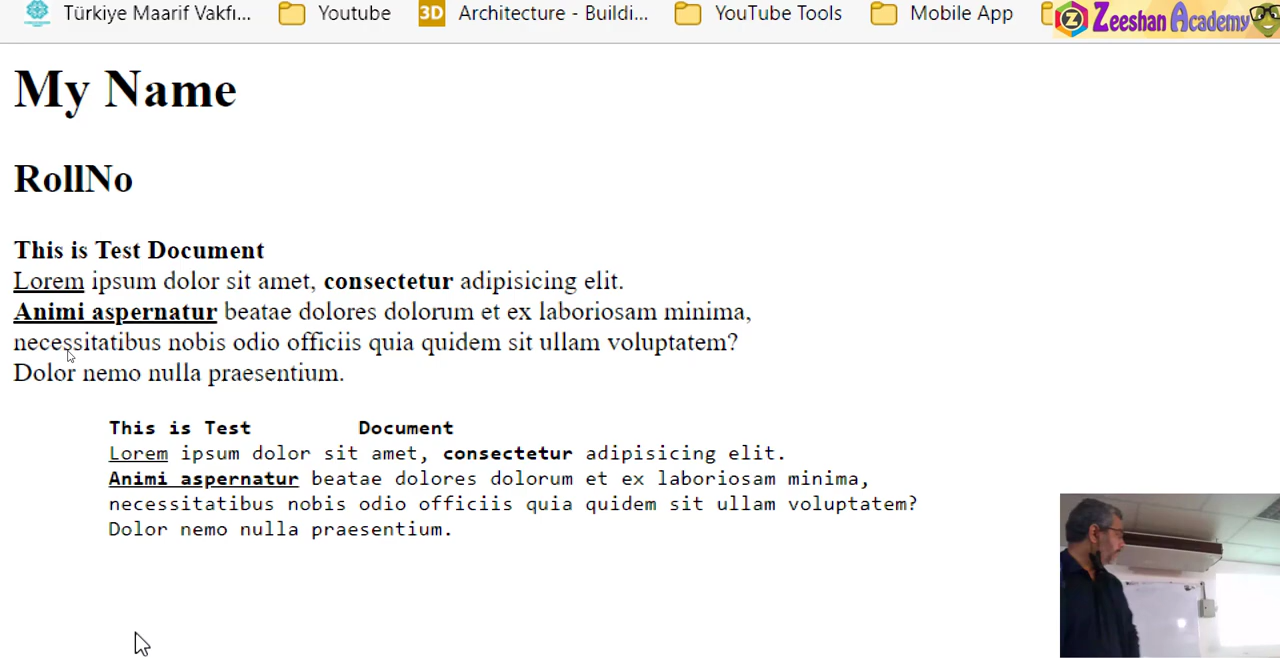 Türkiye Maarif Vakfı... Youtube 3D Architecture - Buildi... YouTube Tools Mobile App Z Zeeshan Academy
My Name
RollNo
This is Test Document
Lorem ipsum dolor sit amet, consectetur adipisicing elit.
Animi aspernatur beatae dolores dolorum et ex laboriosam minima,
necessitatibus nobis odio officiis quia quidem sit ullam voluptatem?
Dolor nemo nulla praesentium.
This is Test         Document
Lorem ipsum dolor sit amet, consectetur adipisicing elit.
Animi aspernatur beatae dolores dolorum et ex laboriosam minima,
necessitatibus nobis odio officiis quia quidem sit ullam voluptatem?
Dolor nemo nulla praesentium.